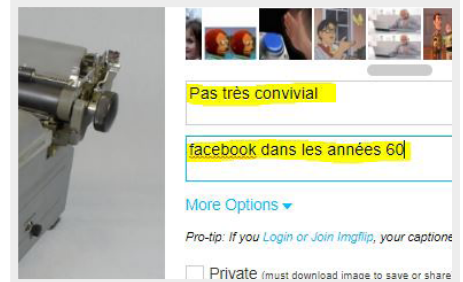 Pas très convivial
facebook dans les années 60
More Options
Pro-tip: If you Login or Join Imgflip, your captione
Private (must download image to save or share